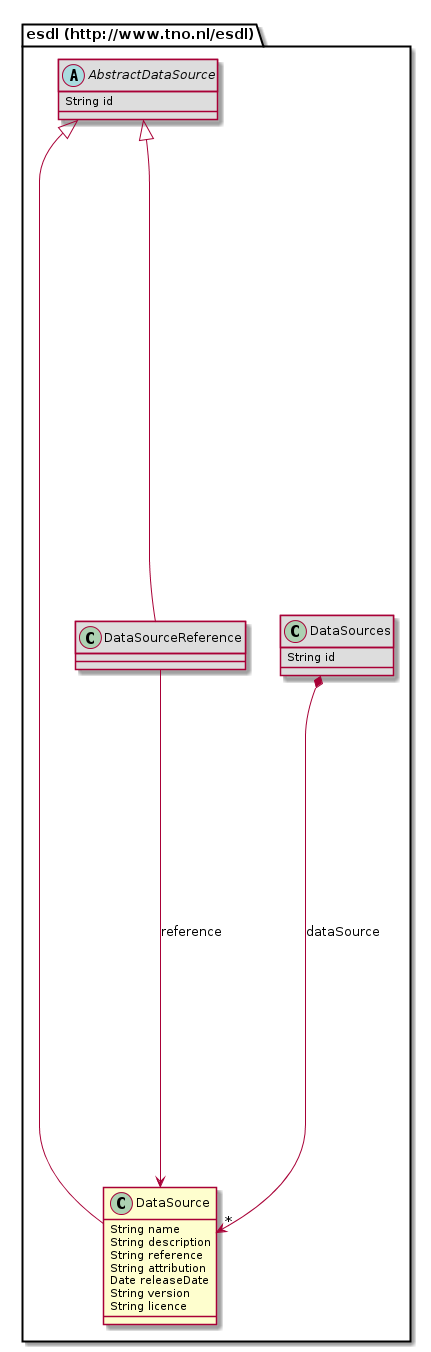 esdl (http://www.tno.nl/esdl)
A AbstractDataSource
String id
C DataSourceReference
C DataSources
String id
reference
dataSource
C DataSource
*
String name
String description
String reference
String attribution
Date releaseDate
String version
String licence